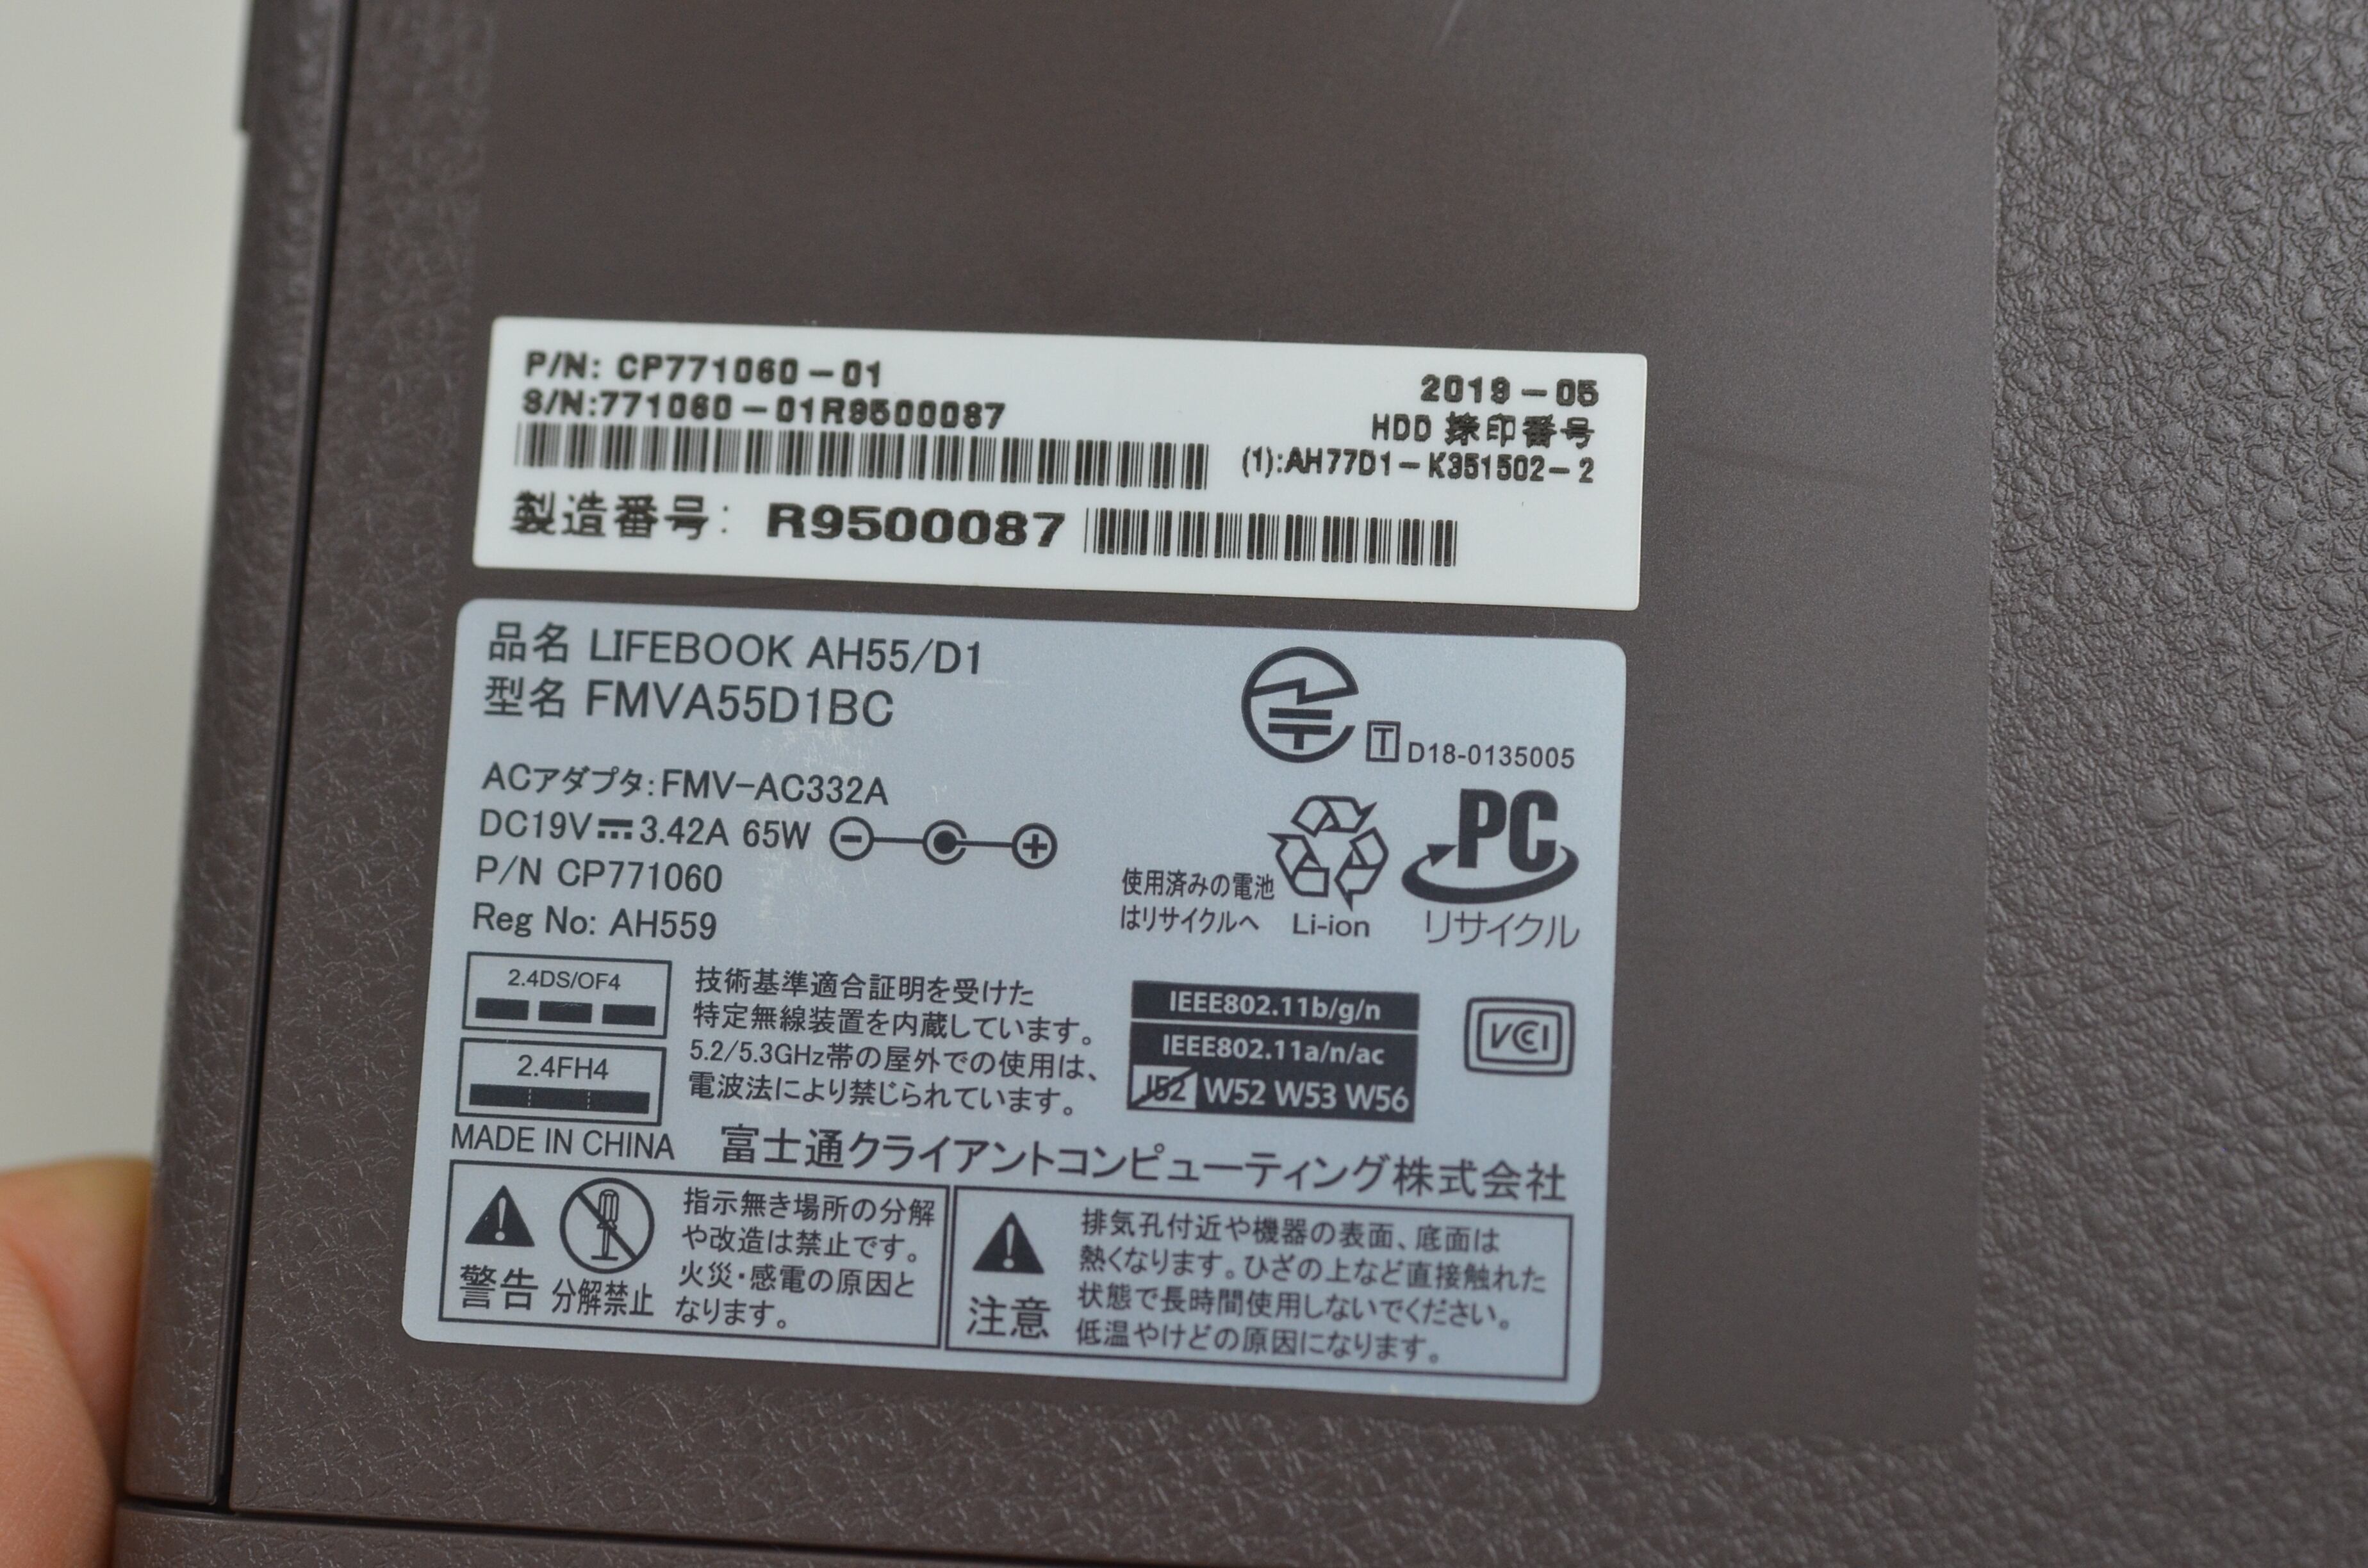 P/N: CP771060-01
2019-05
S/N:771060-01R9500087
HDD 捺印番号
(1):AH77D1-K351502-2
製造番号: R9500087
品名 LIFEBOOK AH55/D1
型名 FMVA55D1BC
T D18-0135005
ACアダプタ:FMV-AC332A
DC19V 3.42A 65W
P/N CP771060
Reg No: AH559
使用済みの電池
はリサイクルへ
Li-ion
PC
リサイクル
2.4DS/OF4
2.4FH4
技術基準適合証明を受けた
特定無線装置を内蔵しています。
5.2/5.3GHz帯の屋外での使用は、
電波法により禁じられています。
IEEE802.11b/g/n
IEEE802.11a/n/ac
J52 W52 W53 W56
VCCI
MADE IN CHINA
富士通クライアントコンピューティング株式会社
警告
分解禁止
指示無き場所の分解
や改造は禁止です。
火災・感電の原因と
なります。
注意
排気孔付近や機器の表面、底面は
熱くなります。ひざの上など直接触れた
状態で長時間使用しないでください。
低温やけどの原因になります。